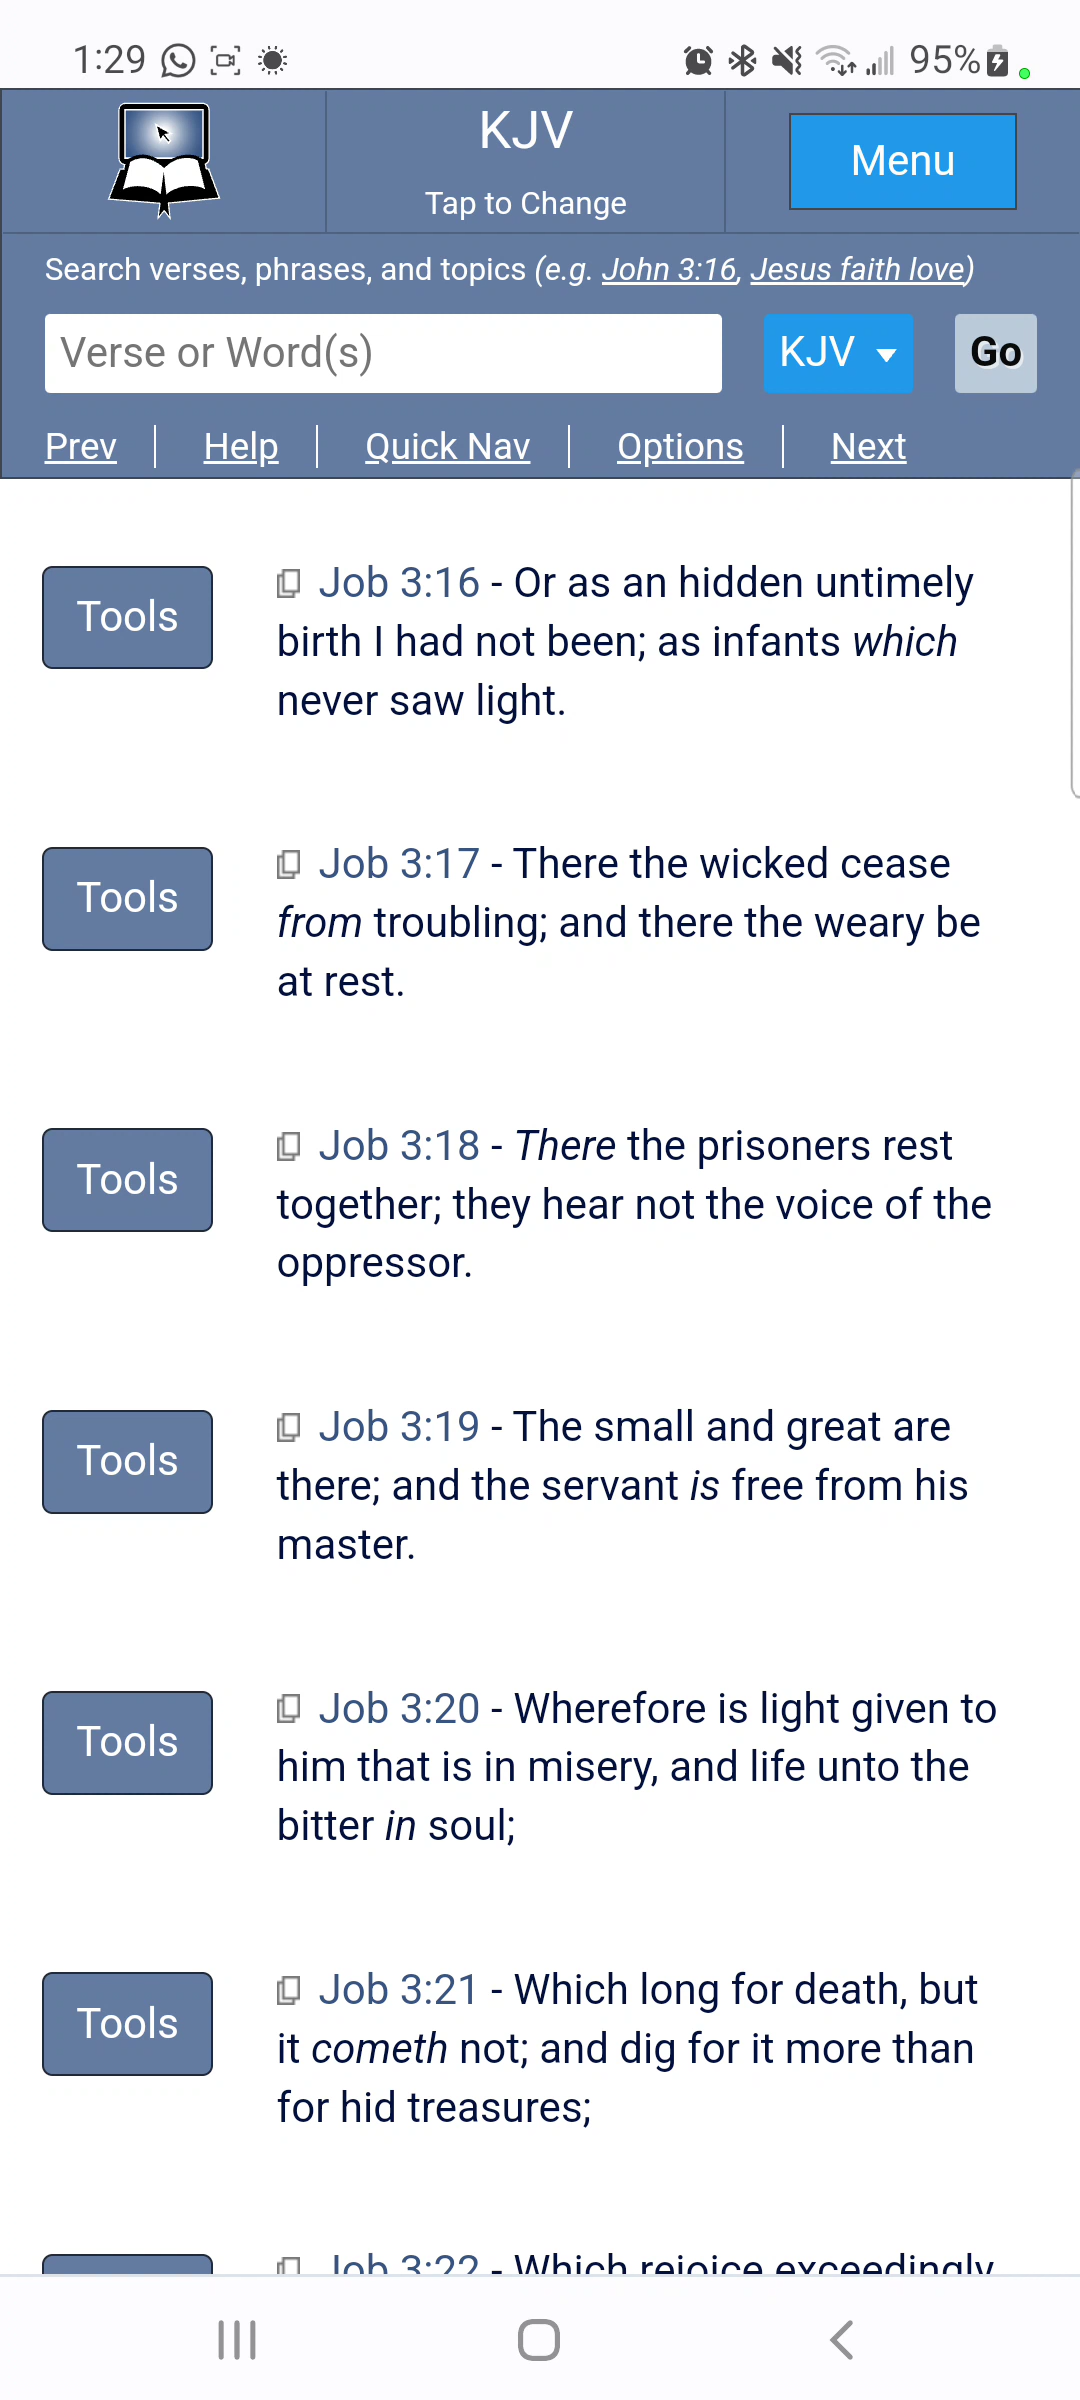 1:29 95%
KJV
Tap to Change
Menu
Search verses, phrases, and topics (e.g. John 3:16, Jesus faith love)
Verse or Word(s) KJV Go
Prev Help Quick Nav Options Next
Tools
Job 3:16 - Or as an hidden untimely
birth I had not been; as infants which
never saw light.
Tools
Job 3:17 - There the wicked cease
from troubling; and there the weary be
at rest.
Tools
Job 3:18 - There the prisoners rest
together; they hear not the voice of the
oppressor.
Tools
Job 3:19 - The small and great are
there; and the servant is free from his
master.
Tools
Job 3:20 - Wherefore is light given to
him that is in misery, and life unto the
bitter in soul;
Tools
Job 3:21 - Which long for death, but
it cometh not; and dig for it more than
for hid treasures;
Job 3:22 - Which rejoice exceedingly